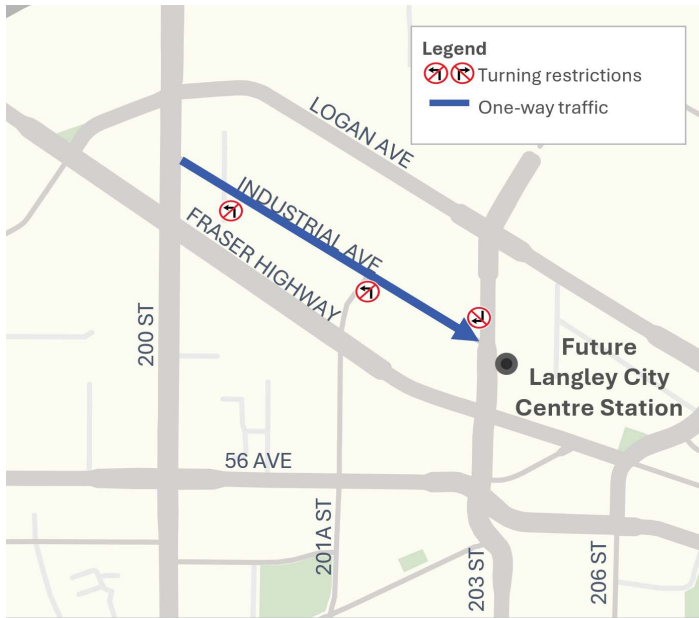 Legend
Turning restrictions
One-way traffic
LOGAN AVE
INDUSTRIAL AVE
FRASER HIGHWAY
200 ST
Future
Langley City
Centre Station
56 AVE
201A ST
203 ST
206 ST